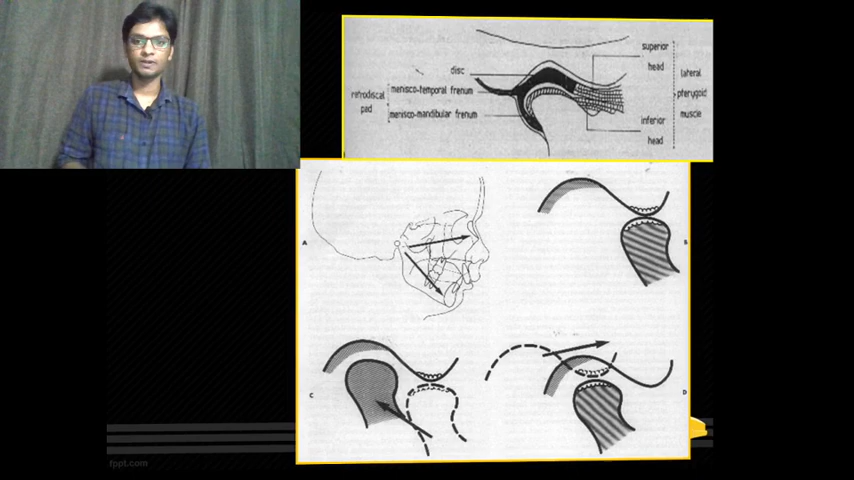 superior
head
disc
menisco-temporal frenum
retrodiscal
pad
menisco-mandibular frenum
lateral
pterygoid
muscle
inferior
head
A
B
C
D
fppt.com